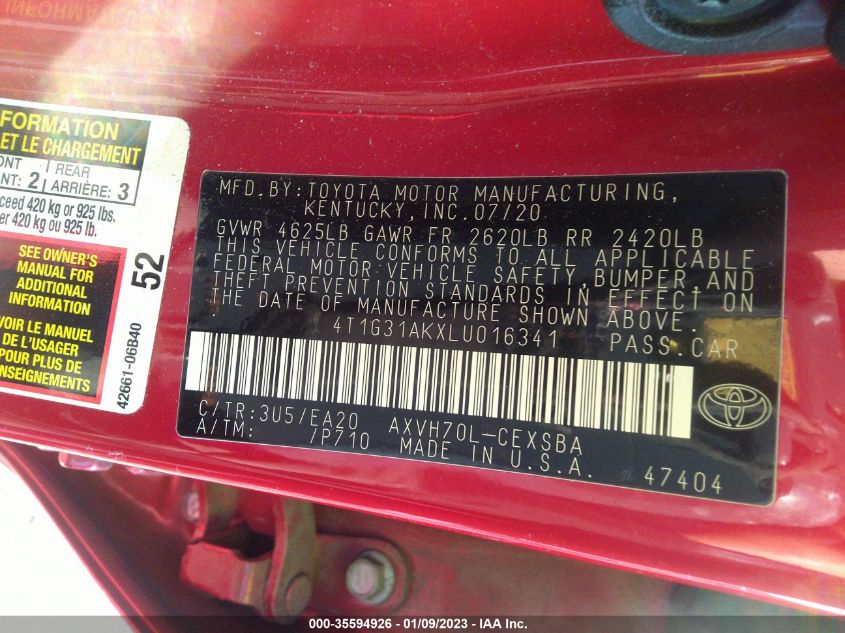 INFORMATION
FORMATION
ET LE CHARGEMENT
ONT
REAR
ANT: 2
ARRIÈRE: 3
ceed 420 kg or 925 lbs.
er 420 kg ou 925 lb.
SEE OWNER'S
MANUAL FOR
ADDITIONAL
INFORMATION
VOIR LE MANUEL
DE L'USAGER
POUR PLUS DE
ENSEIGNEMENTS
52
42661-06B40
MFD.BY:TOYOTA MOTOR MANUFACTURING,
KENTUCKY, INC.07/20
GVWR 4625LB GAWR FR 2620LB RR 2420LB
THIS VEHICLE CONFORMS TO ALL APPLICABLE
FEDERAL MOTOR VEHICLE SAFETY, BUMPER, AND
THEFT PREVENTION STANDARDS IN EFFECT ON
THE DATE OF MANUFACTURE SHOWN ABOVE.
4T1G31AKXLU016341 PASS.CAR
C/TR:3U5/EA20 AXVH70L-CEXSBA
A/TM: /P710 MADE IN U.S.A.
47404
000-35594926 - 01/09/2023 - IAA Inc.